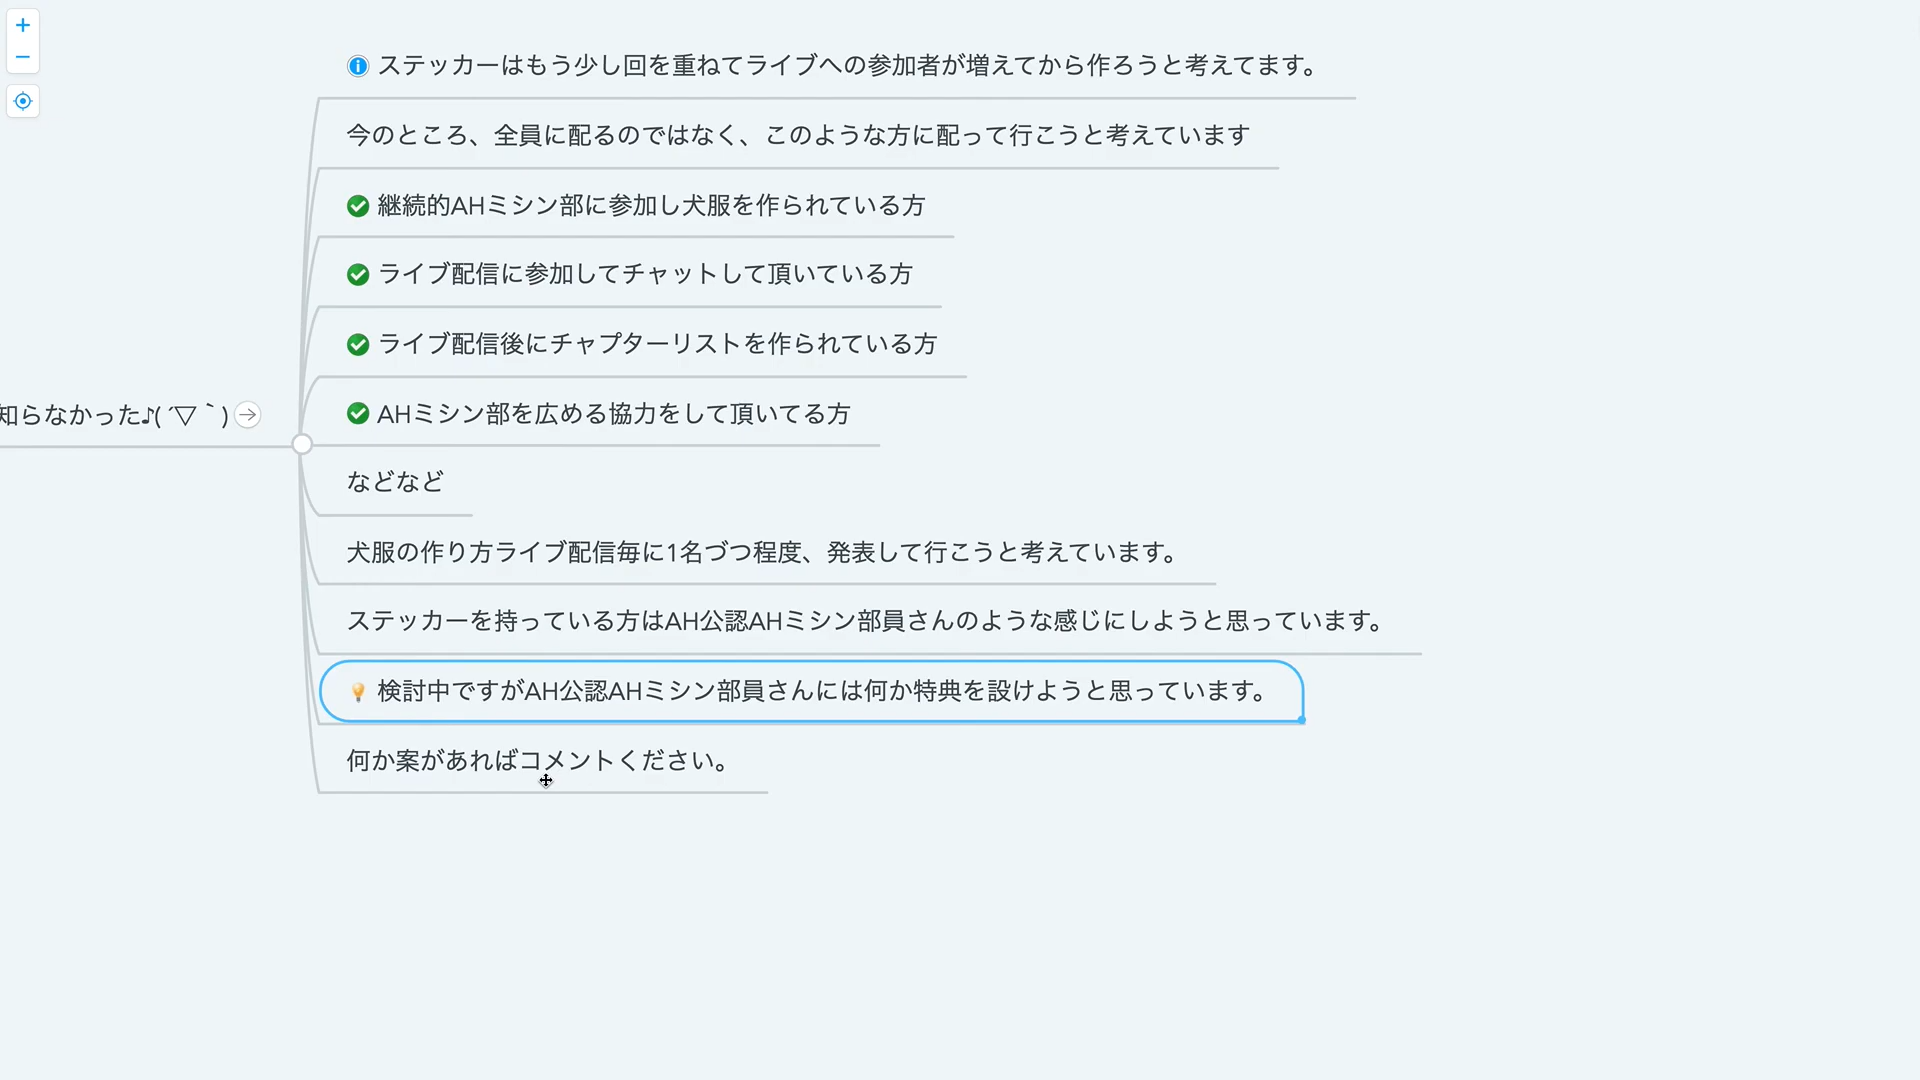 ステッカーはもう少し回を重ねてライブへの参加者が増えてから作ろうと考えてます。
今のところ、全員に配るのではなく、このような方に配って行こうと考えています
継続的AHミシン部に参加し犬服を作られている方
ライブ配信に参加してチャットして頂いている方
ライブ配信後にチャプターリストを作られている方
知らなかった♪( ´▽｀)
AHミシン部を広める協力をして頂いてる方
などなど
犬服の作り方ライブ配信毎に1名づつ程度、発表して行こうと考えています。
ステッカーを持っている方はAH公認AHミシン部員さんのような感じにしようと思っています。
検討中ですがAH公認AHミシン部員さんには何か特典を設けようと思っています。
何か案があればコメントください。